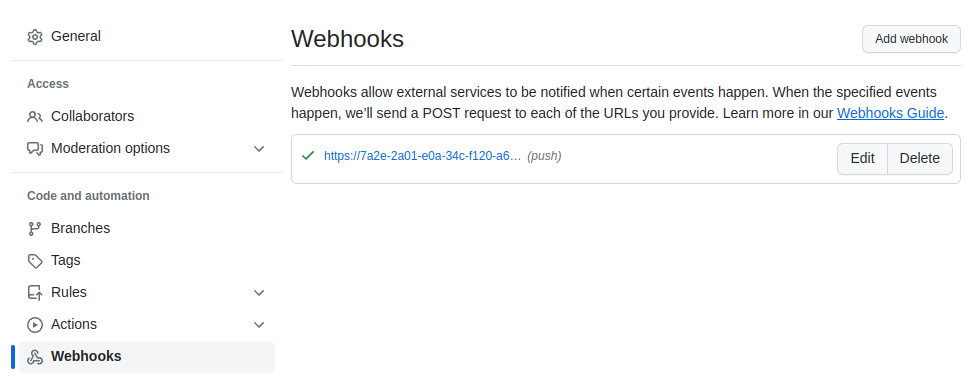 General
Access
Collaborators
Moderation options
Code and automation
Branches
Tags
Rules
Actions
Webhooks
Webhooks
Add webhook
Webhooks allow external services to be notified when certain events happen. When the specified events
happen, we’ll send a POST request to each of the URLs you provide. Learn more in our Webhooks Guide.
https://7a2e-2a01-e0a-34c-f120-a6… (push)
Edit
Delete